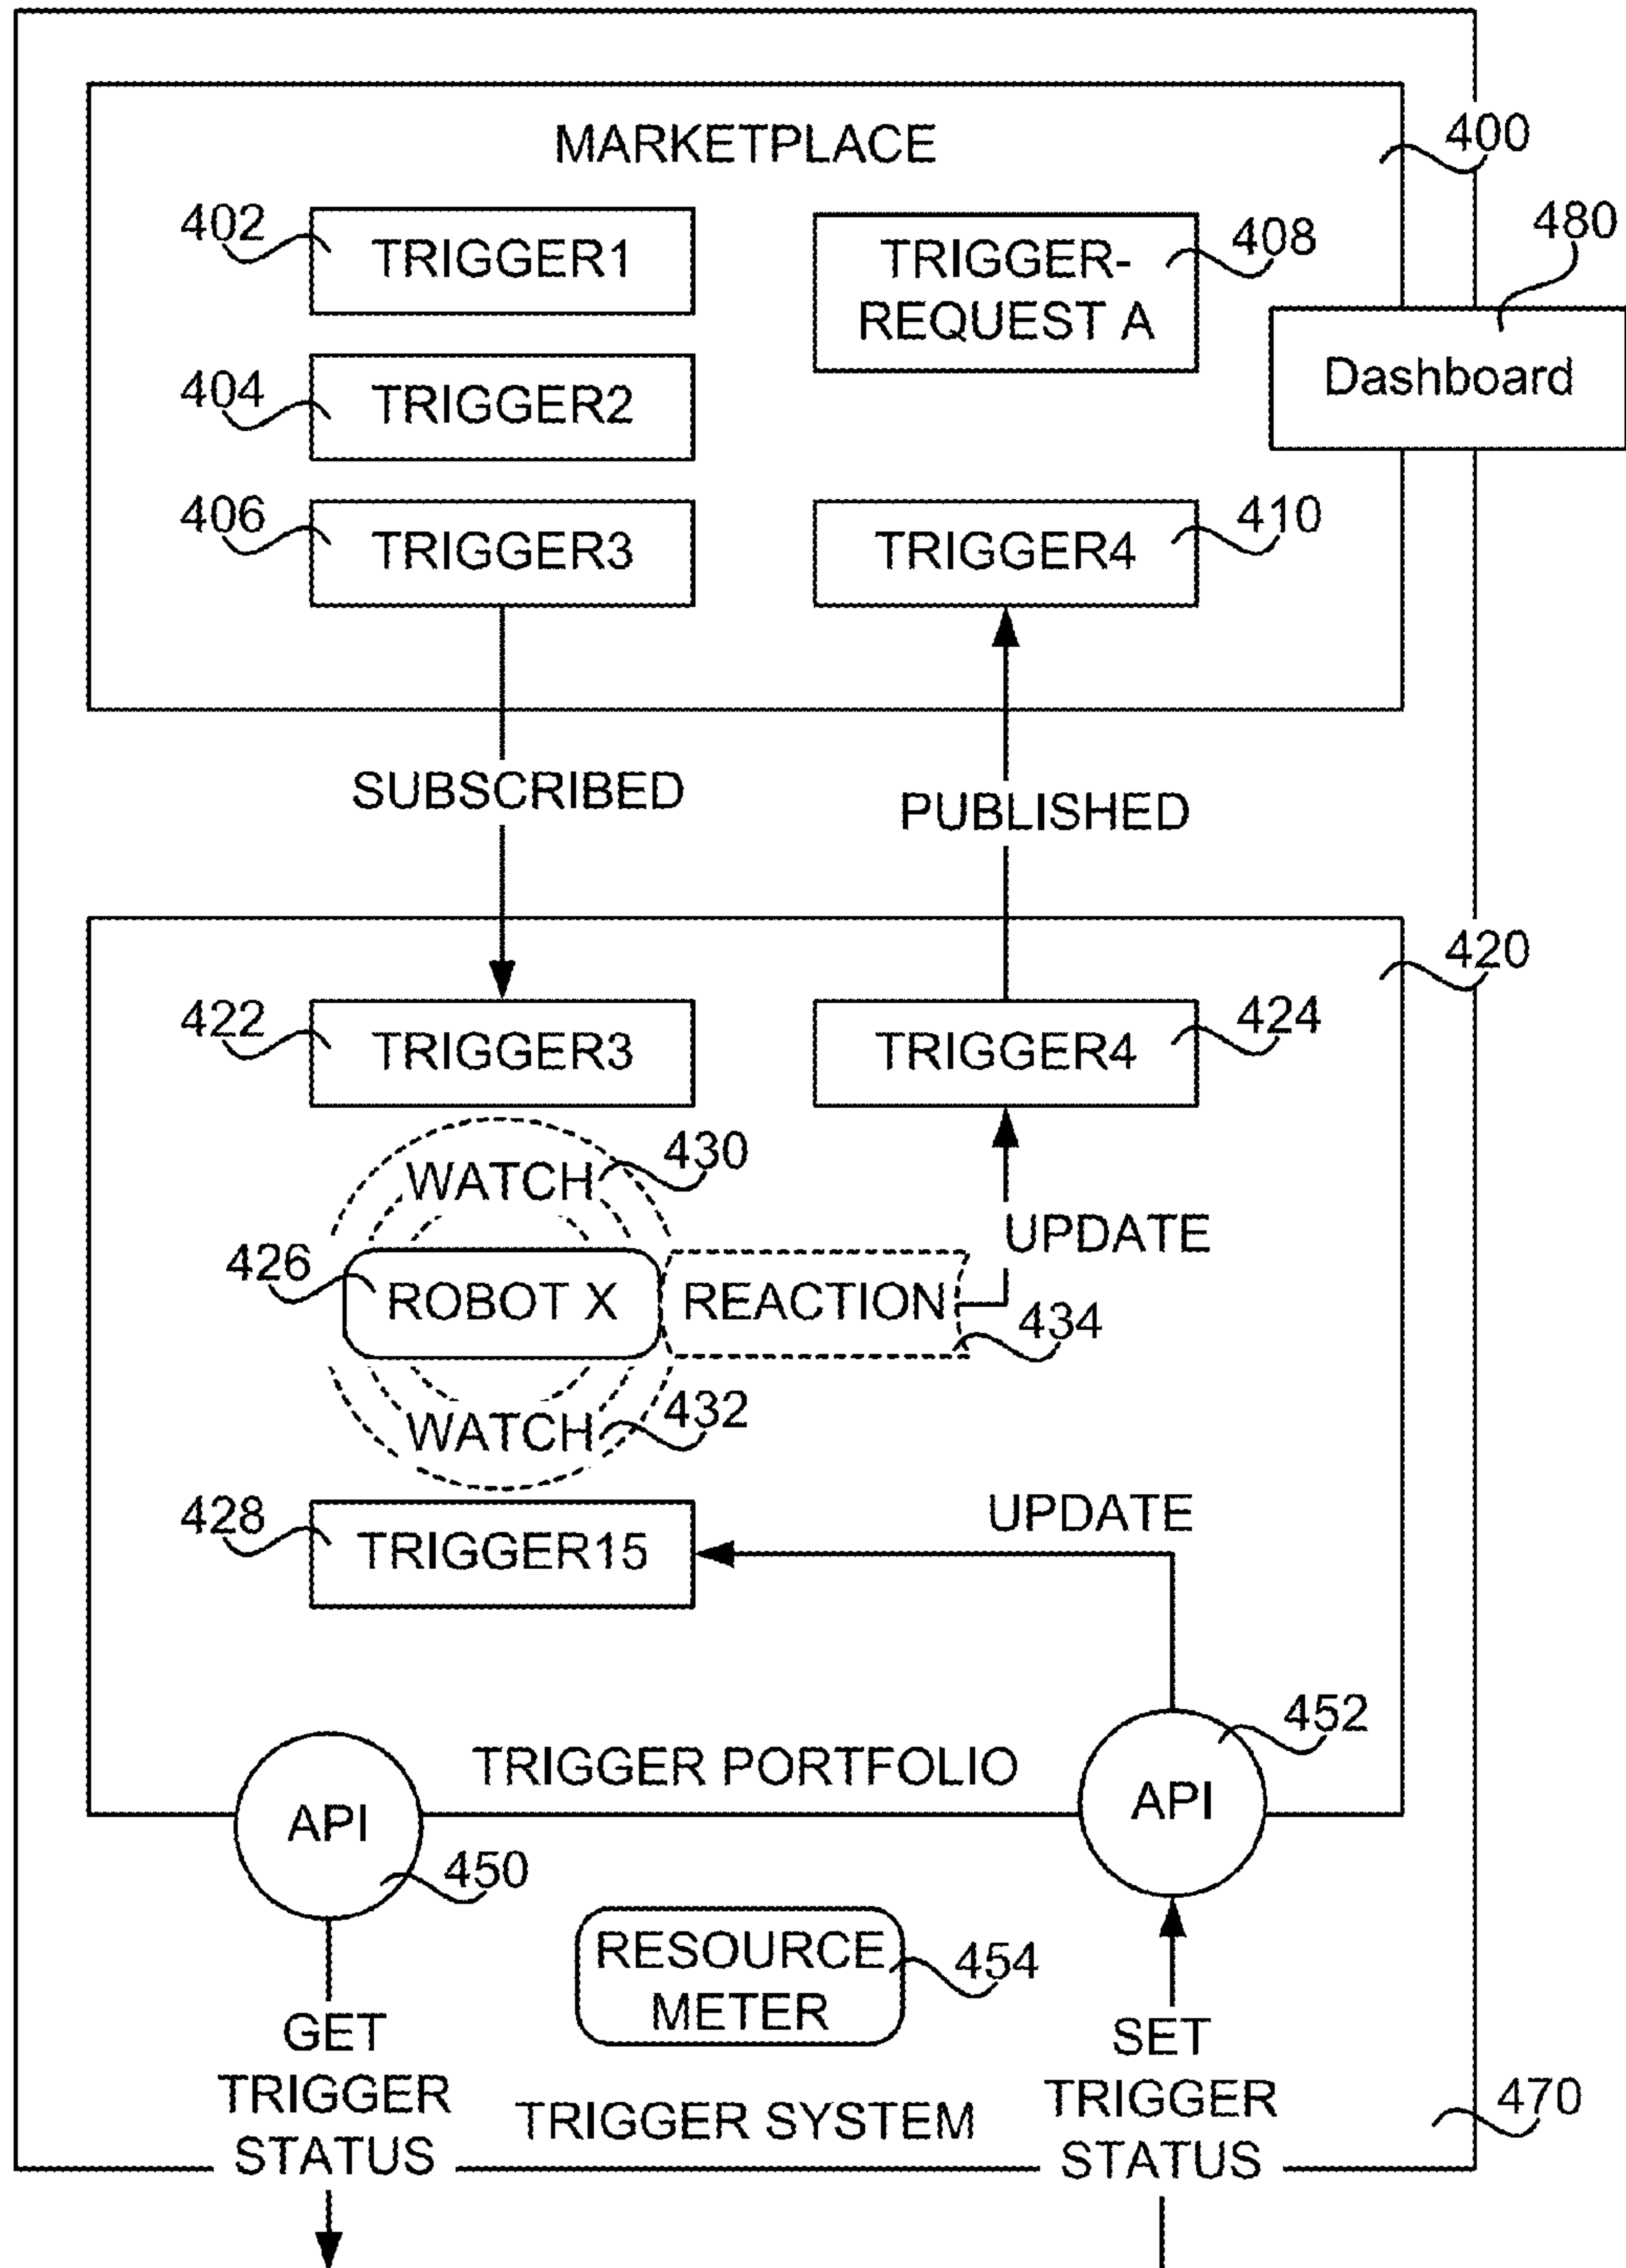 MARKETPLACE
400
402
TRIGGER1
TRIGGER-
REQUEST A
408
480
Dashboard
404
TRIGGER2
406
TRIGGER3
TRIGGER4
410
SUBSCRIBED
PUBLISHED
420
422
TRIGGER3
TRIGGER4
424
WATCH
430
UPDATE
426
ROBOT X
REACTION
434
WATCH
432
428
TRIGGER15
UPDATE
452
TRIGGER PORTFOLIO
API
API
450
RESOURCE
METER
454
GET
TRIGGER
STATUS
SET
TRIGGER
STATUS
TRIGGER SYSTEM
470